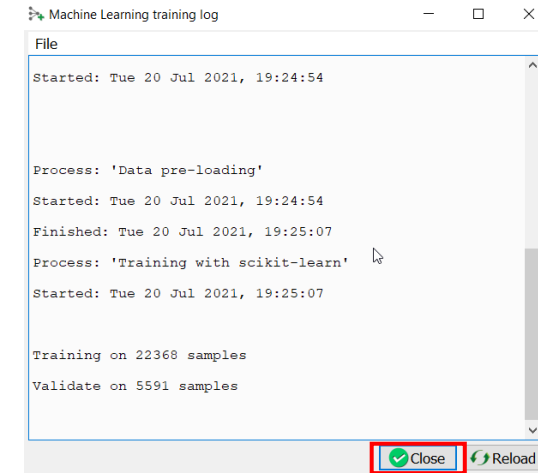 Machine Learning training log
File
Started: Tue 20 Jul 2021, 19:24:54
Process: 'Data pre-loading'
Started: Tue 20 Jul 2021, 19:24:54
Finished: Tue 20 Jul 2021, 19:25:07
Process: 'Training with scikit-learn'
Started: Tue 20 Jul 2021, 19:25:07
Training on 22368 samples
Validate on 5591 samples
Close Reload